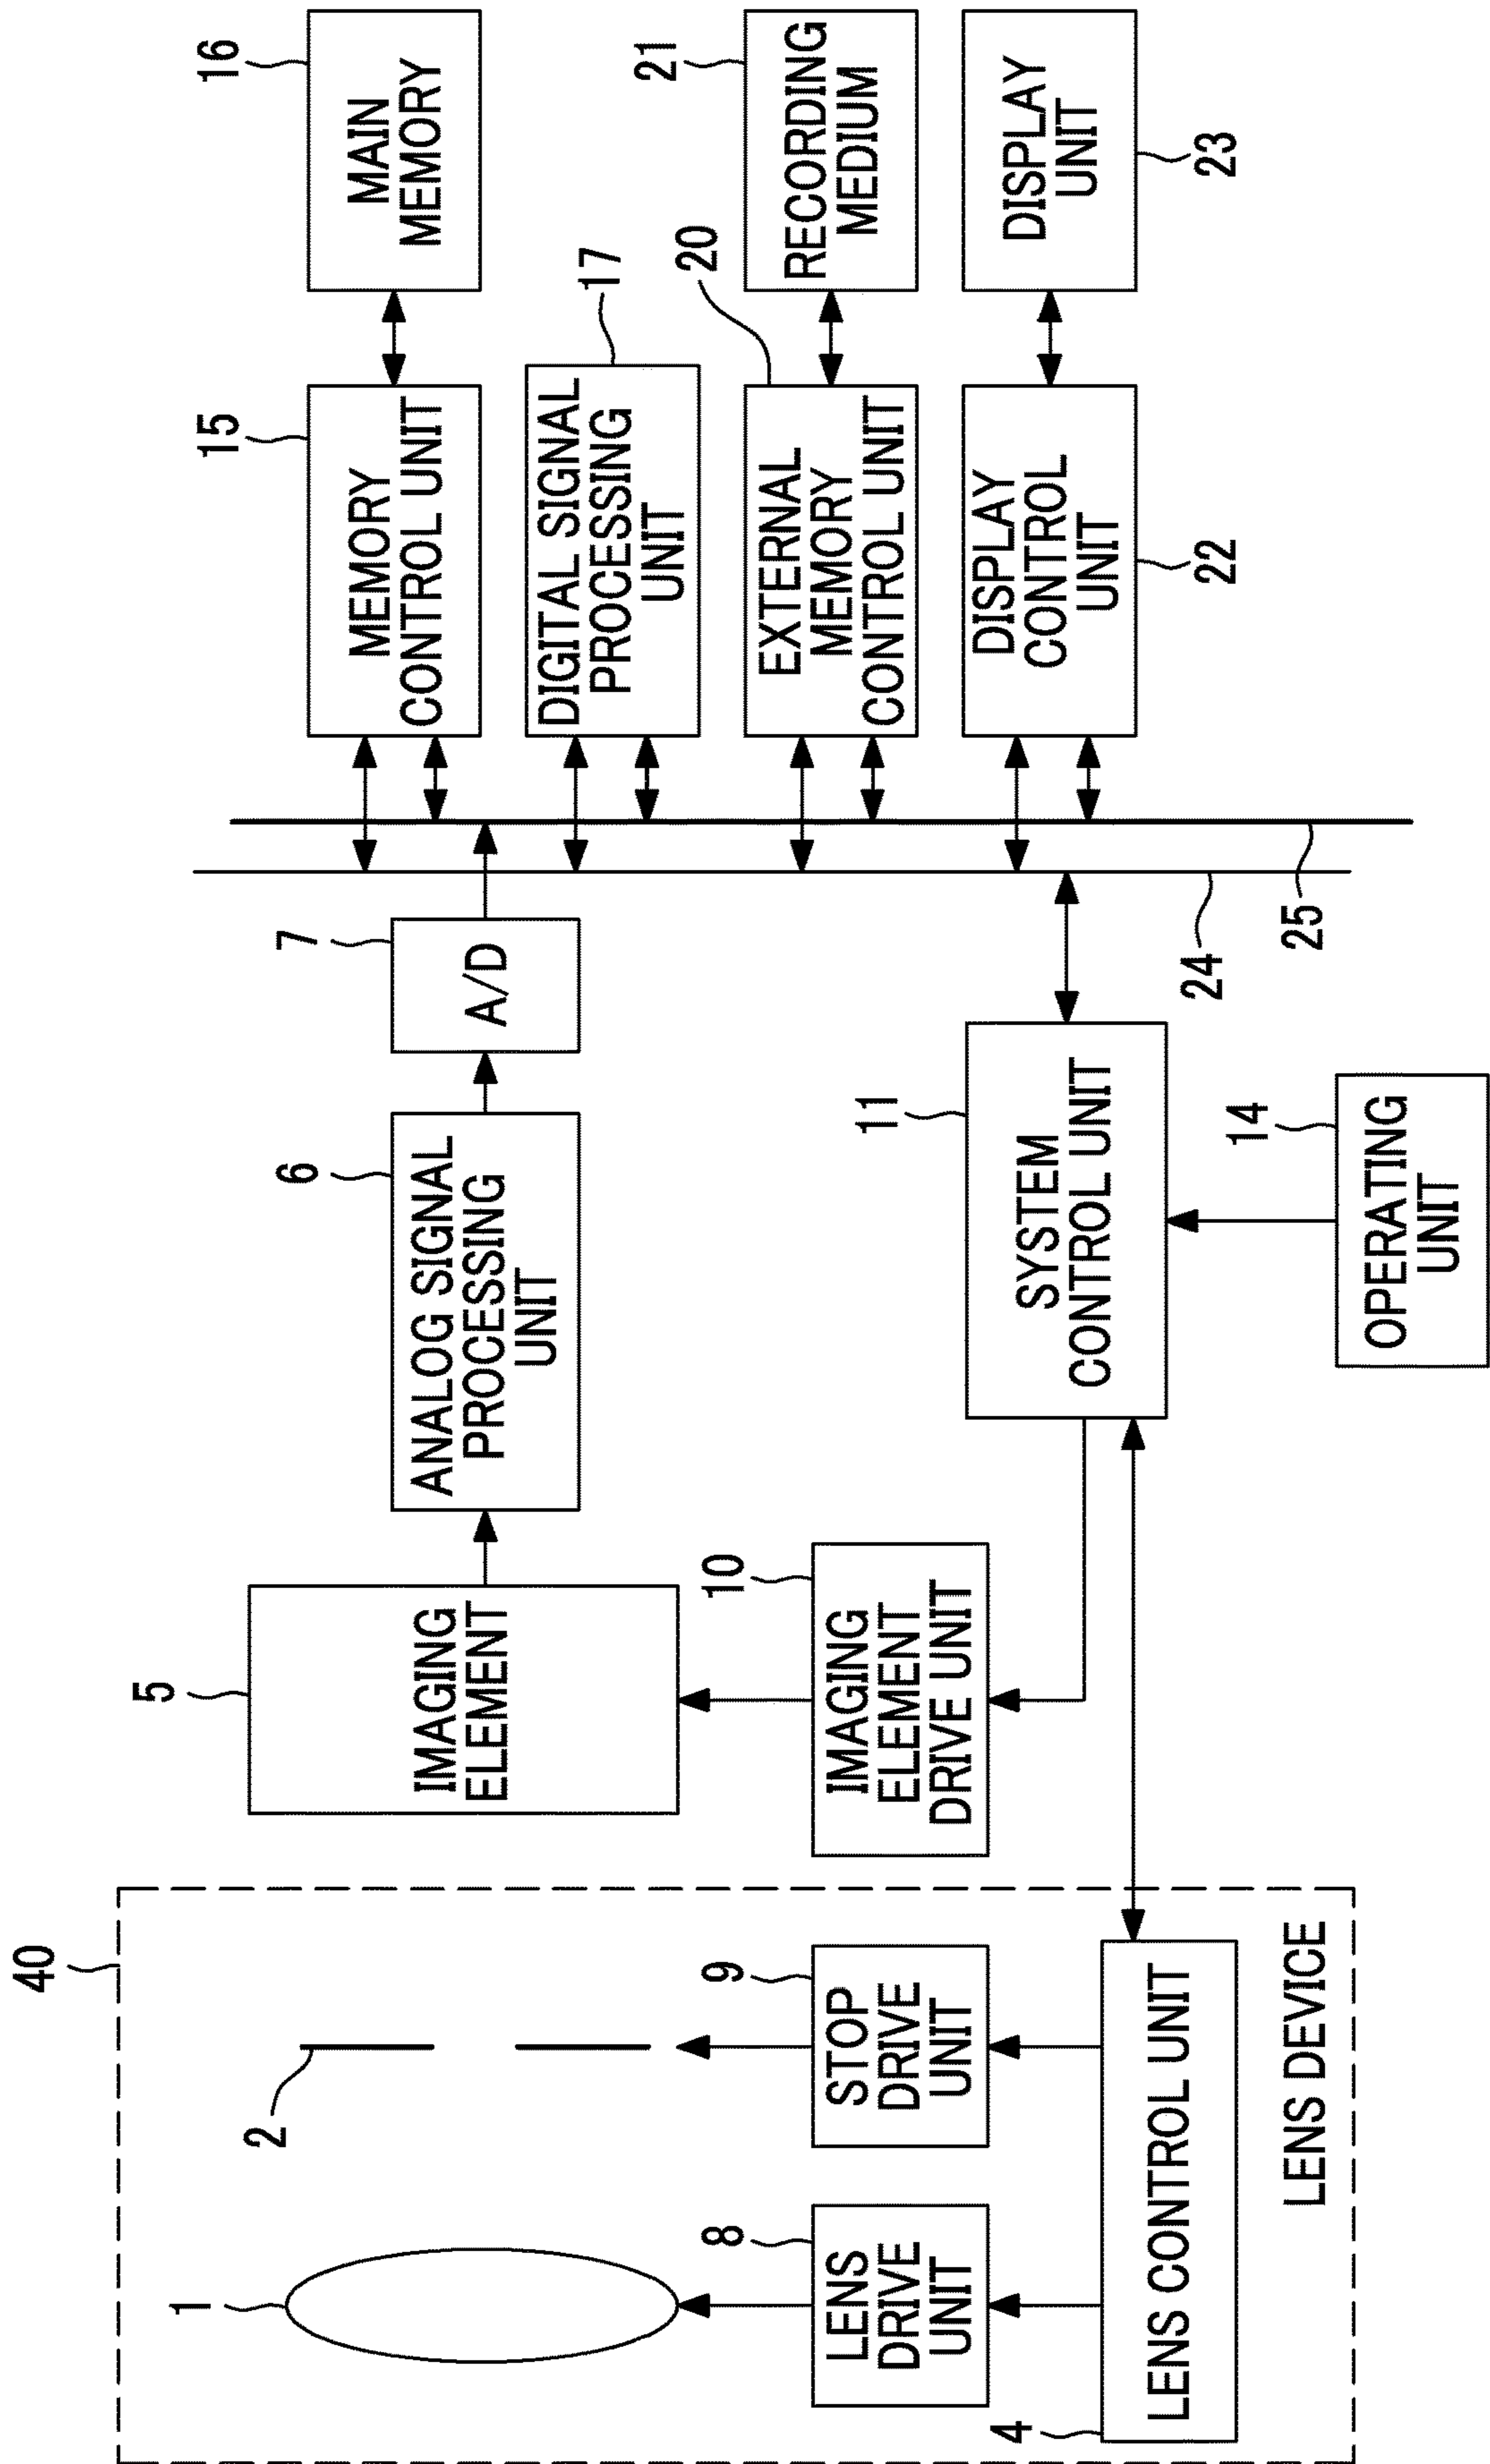 40
1
2
LENS
DRIVE
UNIT
8
STOP
DRIVE
UNIT
9
4
LENS CONTROL UNIT
LENS DEVICE
5
IMAGING
ELEMENT
10
IMAGING
ELEMENT
DRIVE UNIT
6
ANALOG SIGNAL
PROCESSING
UNIT
7
A/D
11
SYSTEM
CONTROL UNIT
14
OPERATING
UNIT
24
25
15
MEMORY
CONTROL UNIT
16
MAIN
MEMORY
17
DIGITAL SIGNAL
PROCESSING
UNIT
20
EXTERNAL
MEMORY
CONTROL UNIT
21
RECORDING
MEDIUM
DISPLAY
CONTROL
UNIT
22
DISPLAY
UNIT
23